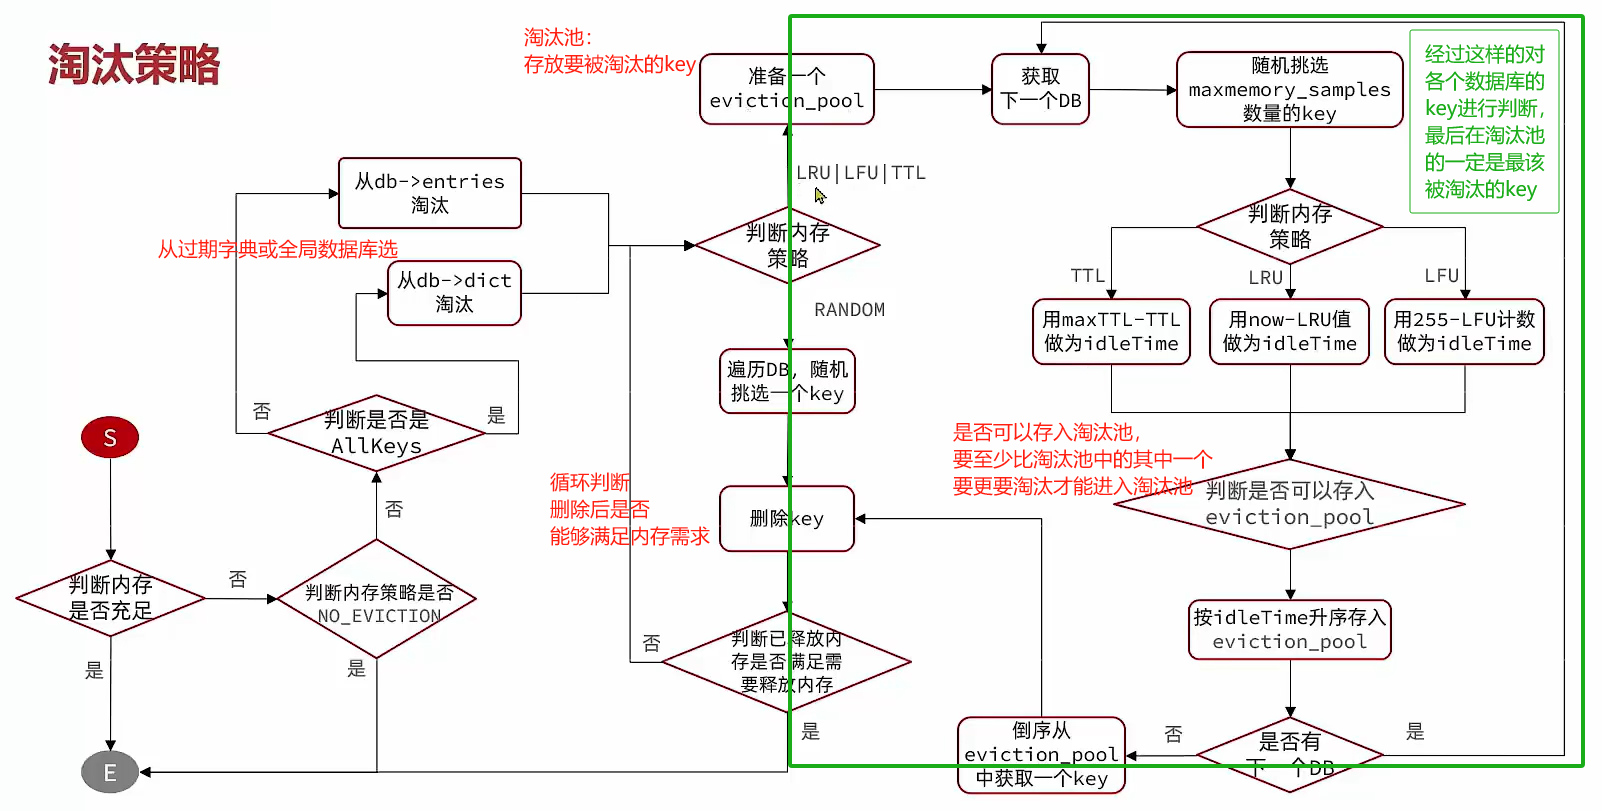 淘汰策略
淘汰池：
存放要被淘汰的key
准备一个
eviction_pool
获取
下一个DB
随机挑选
maxmemory_samples
数量的key
经过这样的对
各个数据库的
key进行判断，
最后在淘汰池
的一定是最该
被淘汰的key
LRU|LFU|TTL
从db->entries
淘汰
从过期字典或全局数据库选
从db->dict
淘汰
判断内存
策略
判断内存
策略
TTL
LRU
LFU
RANDOM
用maxTTL-TTL
做为idleTime
用now-LRU值
做为idleTime
用255-LFU计数
做为idleTime
遍历DB，随机
挑选一个key
否
判断是否是
AllKeys
是
S
是否可以存入淘汰池，
要至少比淘汰池中的其中一个
要更要淘汰才能进入淘汰池
判断是否可以存入
eviction_pool
循环判断
删除后是否
能够满足内存需求
删除key
否
判断内存
是否充足
否
判断内存策略是否
NO_EVICTION
按idleTime升序存入
eviction_pool
是
是
否
判断已释放内
存是否满足需
要释放内存
是
倒序从
eviction_pool
中获取一个key
否
是否有
下一个DB
是
E